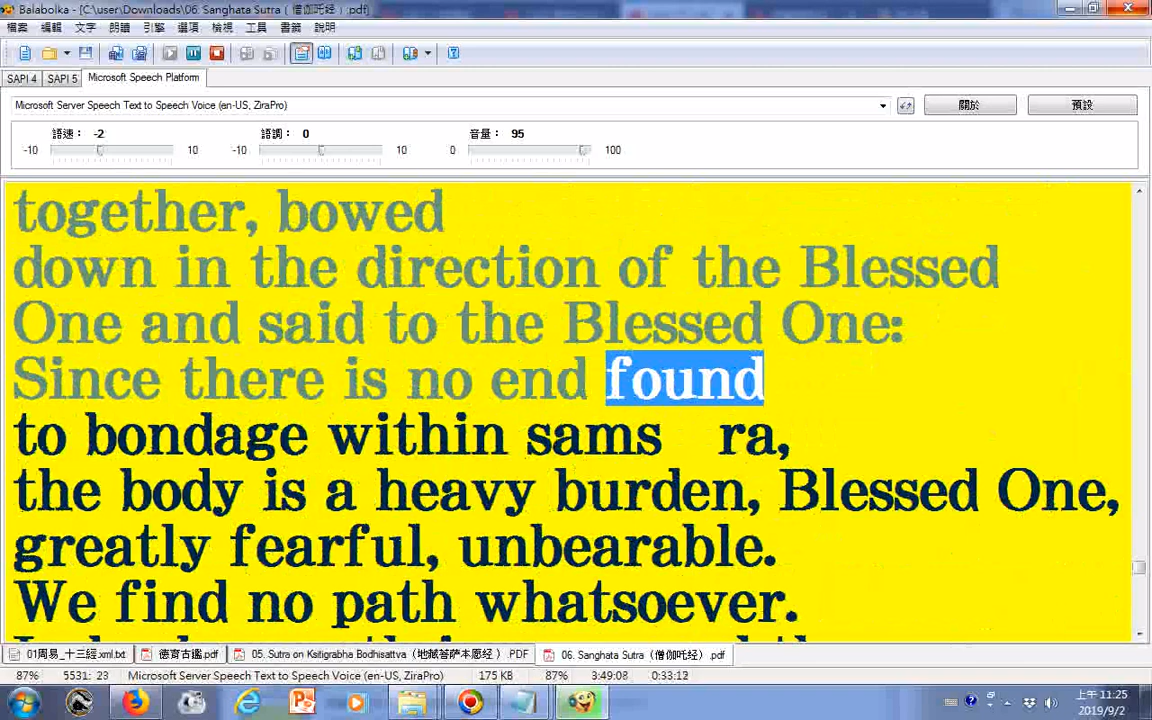 Balabolka - [C:\user\Downloads\06. Sanghata Sutra（僧伽吒经）.pdf]
檔案 編輯 文字 朗讀 引擎 選項 檢視 工具 書籤 說明
SAPI 4 SAPI 5 Microsoft Speech Platform
Microsoft Server Speech Text to Speech Voice (en-US, ZiraPro) 關於 預設
語速： -2 語調： 0 音量： 95
-10 10 -10 10 0 100
together, bowed
down in the direction of the Blessed
One and said to the Blessed One:
Since there is no end found
to bondage within sams ra,
the body is a heavy burden, Blessed One,
greatly fearful, unbearable.
We find no path whatsoever.
01周易_十三經.xml.txt 德育古鑑.pdf 05. Sutra on Ksitigrabha Bodhisattva（地藏菩萨本愿经）.PDF 06. Sanghata Sutra（僧伽吒经）.pdf
87% 5531: 23 Microsoft Server Speech Text to Speech Voice (en-US, ZiraPro) 175 KB 87% 3:49:08 0:33:12
上午 11:25
2019/9/2